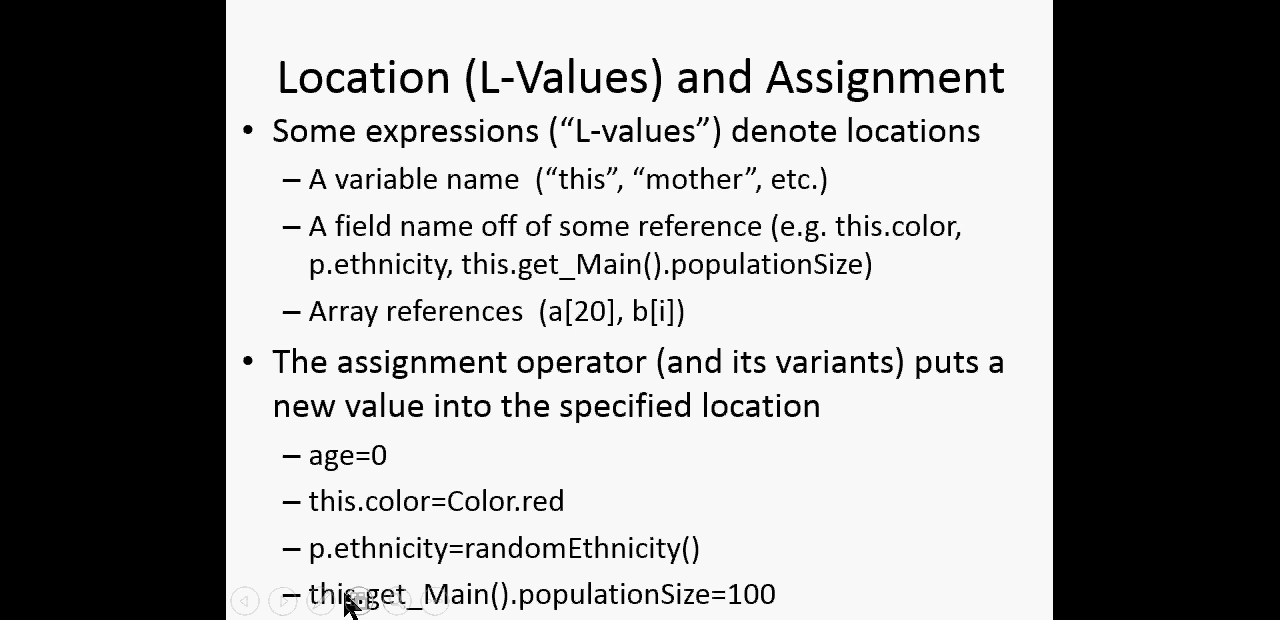 Location (L-Values) and Assignment
• Some expressions (“L-values”) denote locations
– A variable name  (“this”, “mother”, etc.)
– A field name off of some reference (e.g. this.color,
p.ethnicity, this.get_Main().populationSize)
– Array references  (a[20], b[i])
• The assignment operator (and its variants) puts a
new value into the specified location
– age=0
– this.color=Color.red
– p.ethnicity=randomEthnicity()
– this.get_Main().populationSize=100